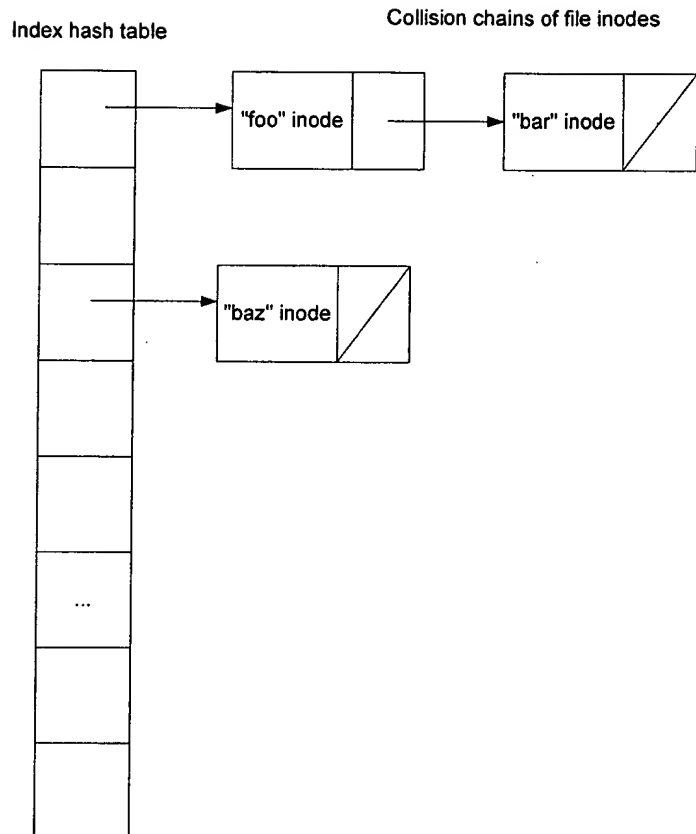 Index hash table
Collision chains of file inodes
"foo" inode
"bar" inode
"baz" inode
...